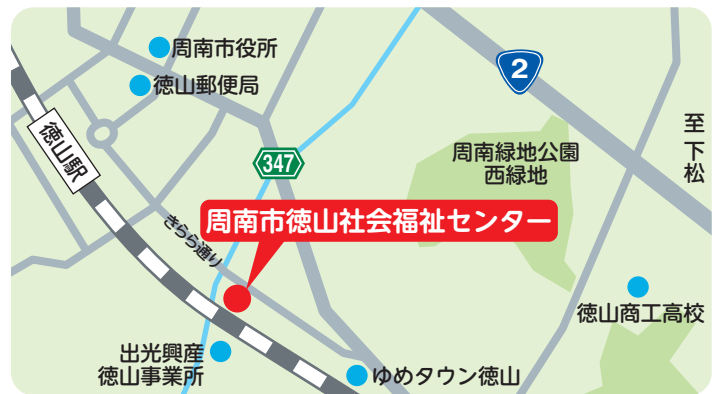 周南市役所
徳山郵便局
2
至下松
徳山駅
347
周南緑地公園
西緑地
周南市徳山社会福祉センター
きらら通り
徳山商工高校
出光興産
徳山事業所
ゆめタウン徳山